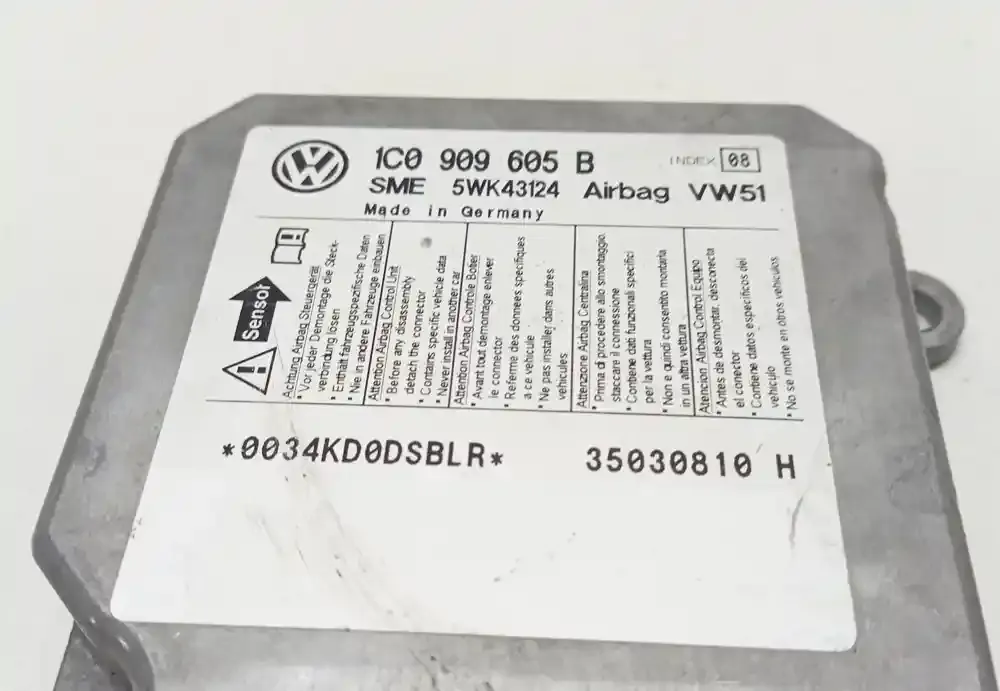 1C0 909 605 B
INDEX 08
SME 5WK43124 Airbag VW51
Made in Germany
Sensor
Achtung Airbag Steuergerät
* Vor jeder Demontage die Steck-
verbindung lösen
* Enthält fahrzeugspezifische Daten
* Nie in andere Fahrzeuge einbauen
Attention Airbag Control Unit
* Before any disassembly
detach the connector
* Contains specific vehicle data
* Never install in another car
Attention Airbag Controle Boitier
* Avant tout demontage enlever
le connector
* Referme des donnees specifiques
a ce vehicule
* Ne pas installer dans autres
vehicules
Attenzione Airbag Centralina
* Prima di procedere allo smontaggio.
staccare il connessione
* Contiene dati funzionali specifici
per la vettura
* Non e quindi consentito montarla
in un altra vettura
Atencion Airbag Control Equipo
* Antes de desmontar, desconecta
el conector
* Contiene datos especificos del
vehiculo
* No se monte en otros vehiculos
*0034KD0DSBLR*
35030810 H